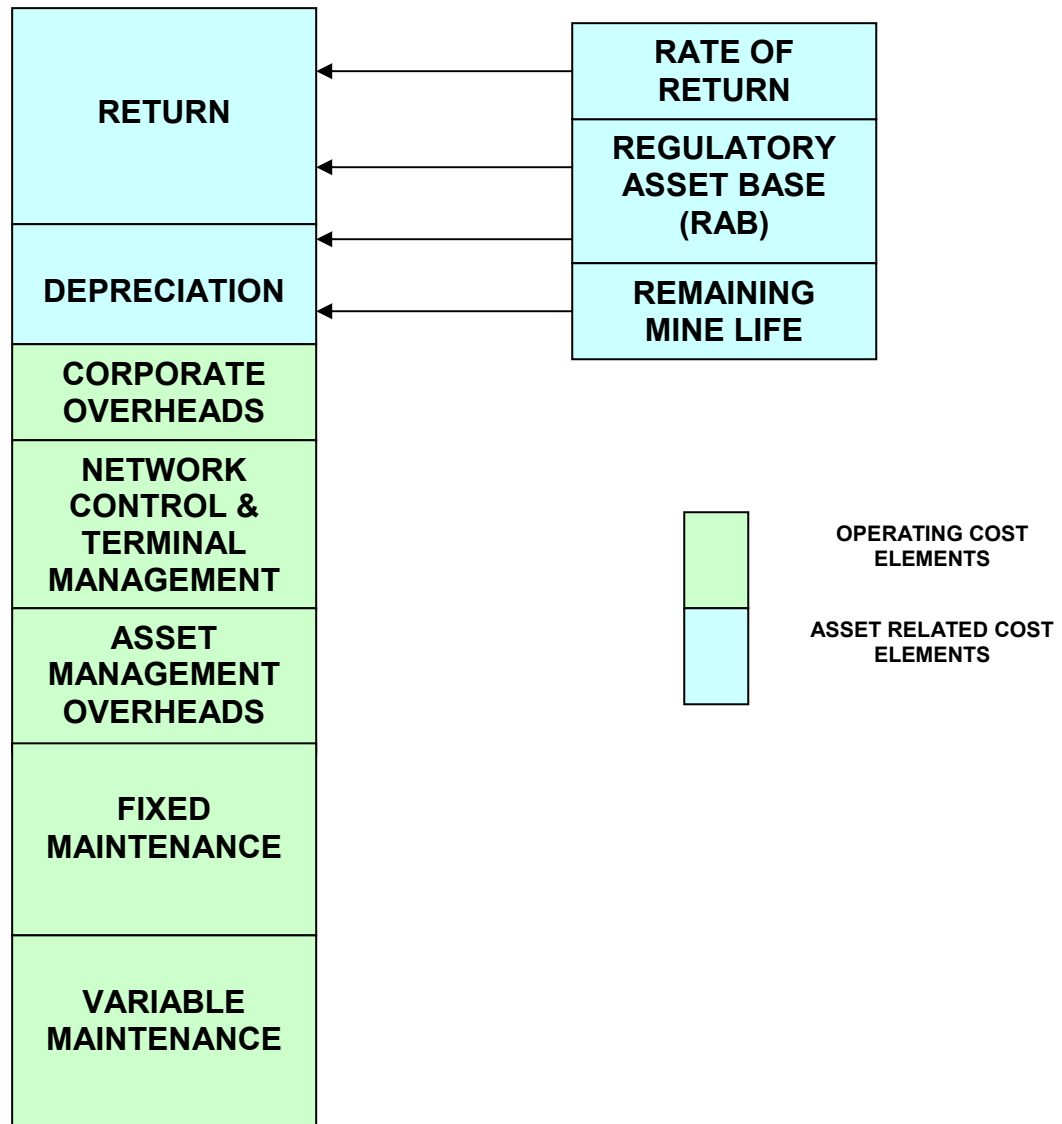 RETURN
DEPRECIATION
CORPORATE
OVERHEADS
NETWORK
CONTROL &
TERMINAL
MANAGEMENT
ASSET
MANAGEMENT
OVERHEADS
FIXED
MAINTENANCE
VARIABLE
MAINTENANCE
RATE OF
RETURN
REGULATORY
ASSET BASE
(RAB)
REMAINING
MINE LIFE
OPERATING COST
ELEMENTS
ASSET RELATED COST
ELEMENTS